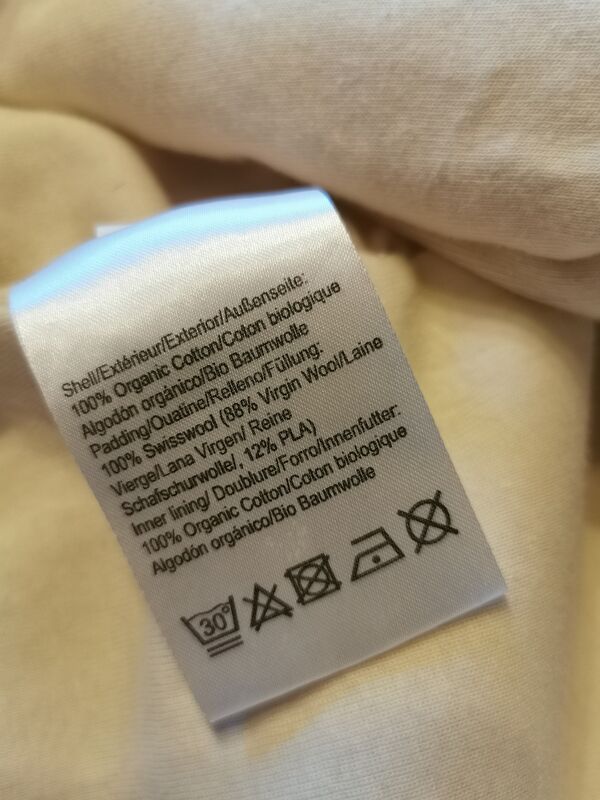 Shell/Extérieur/Exterior/Außenseite:
100% Organic Cotton/Coton biologique
Algodón orgánico/Bio Baumwolle
Padding/Ouatine/Relleno/Füllung:
100% Swisswool (88% Virgin Wool/Laine
Vierge/Lana Virgen/ Reine
Schafschurwolle/, 12% PLA)
Inner lining/ Doublure/Forro/Innenfutter:
100% Organic Cotton/Coton biologique
Algodón orgánico/Bio Baumwolle
30°